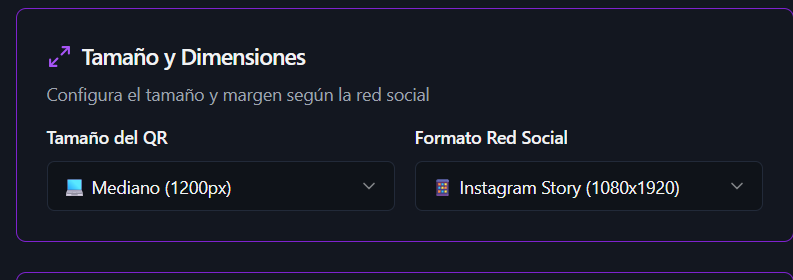 Tamaño y Dimensiones
Configura el tamaño y margen según la red social
Tamaño del QR
Formato Red Social
Mediano (1200px)
Instagram Story (1080x1920)